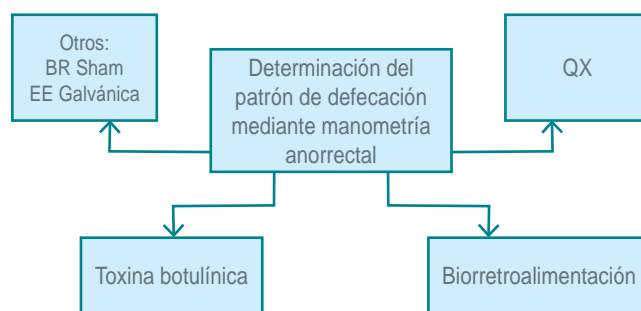 Otros:
BR Sham
EE Galvánica
Determinación del
patrón de defecación
mediante manometría
anorrectal
QX
Toxina botulínica
Biorretroalimentación